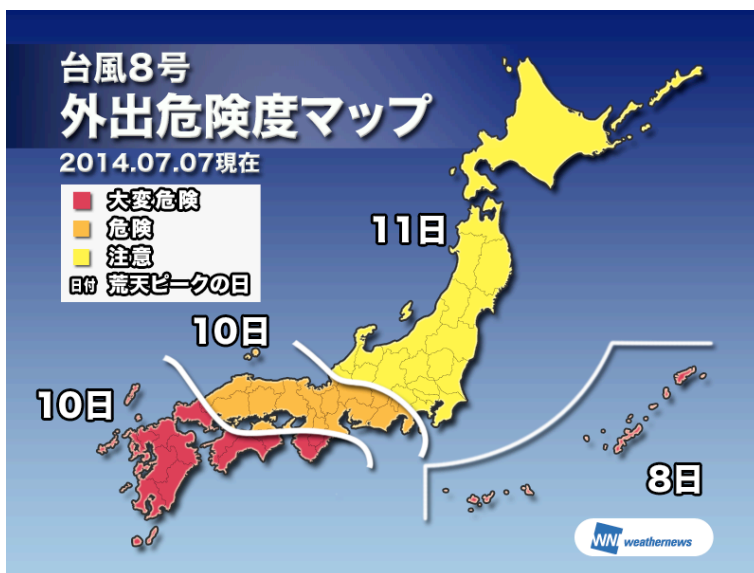 台風8号
外出危険度マップ
2014.07.07現在
大変危険
危険
注意
日付 荒天ピークの日
11日
10日
10日
8日
WN weathernews